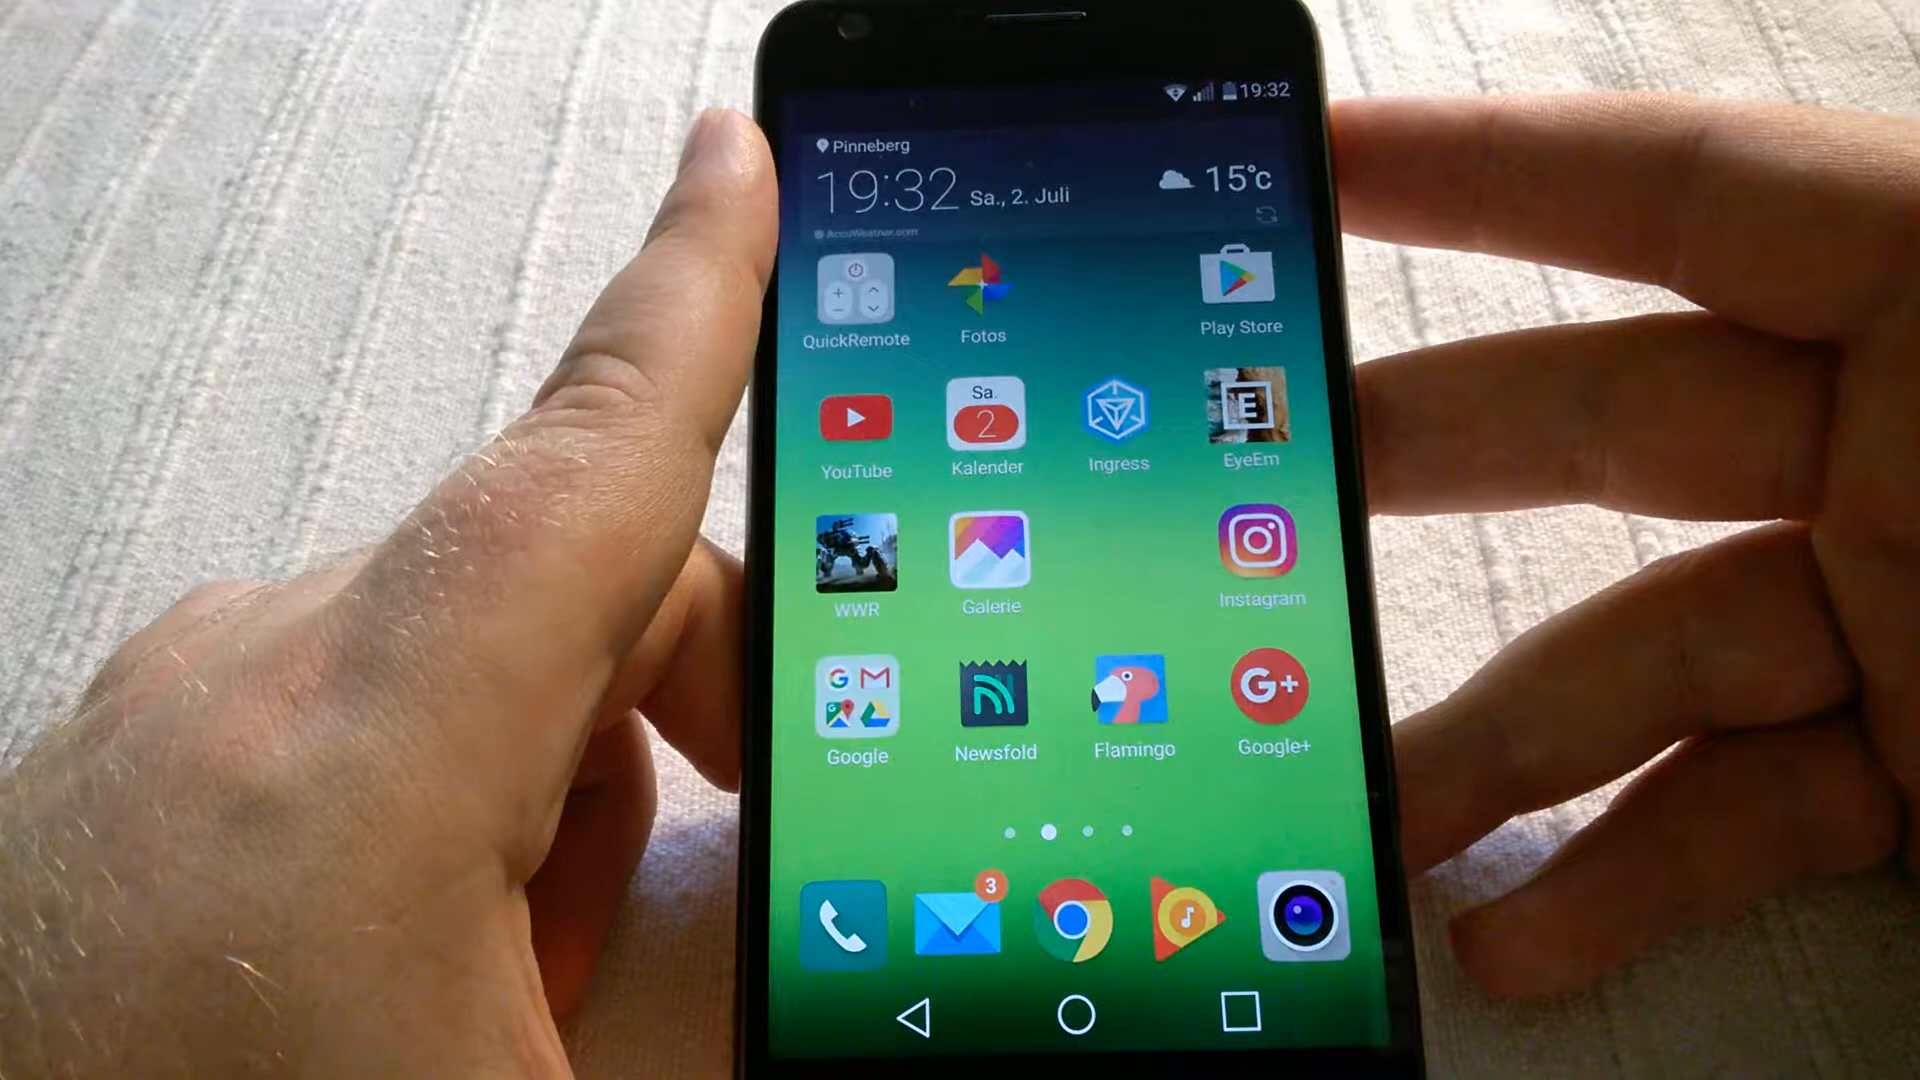 19:32
Pinneberg
19:32 Sa., 2. Juli
15°c
AccuWeather.com
QuickRemote
Fotos
Play Store
Sa.
2
E
YouTube
Kalender
Ingress
EyeEm
WWR
Galerie
Instagram
G M
G
G+
Google
Newsfold
Flamingo
Google+
3